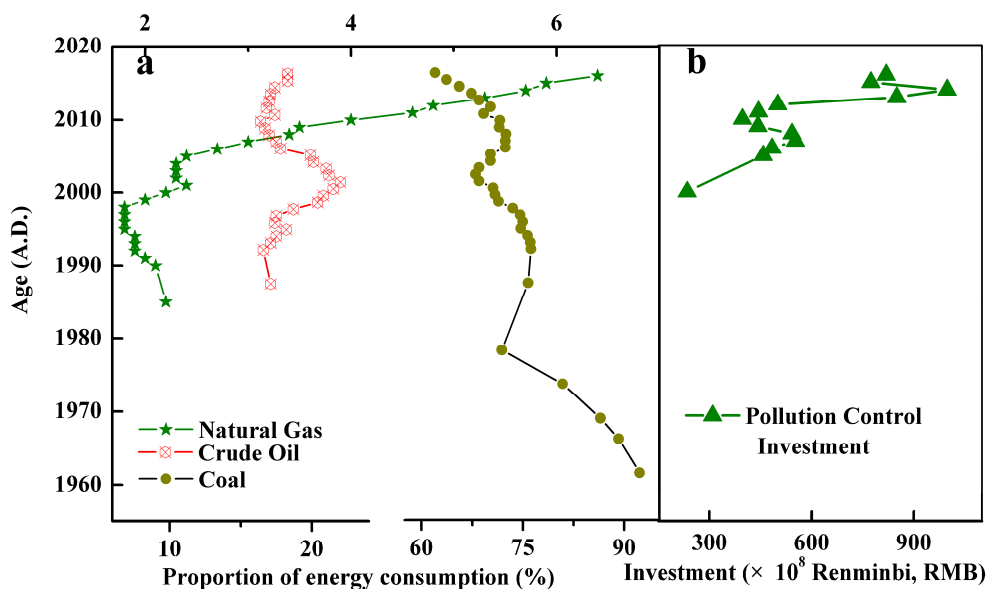 2 4 6
a
b
2020
2010
2000
1990
1980
1970
1960
Age (A.D.)
Natural Gas
Crude Oil
Coal
Pollution Control
Investment
10 20 60 75 90 300 600 900
Proportion of energy consumption (%)
Investment (× 10⁸ Renminbi, RMB)